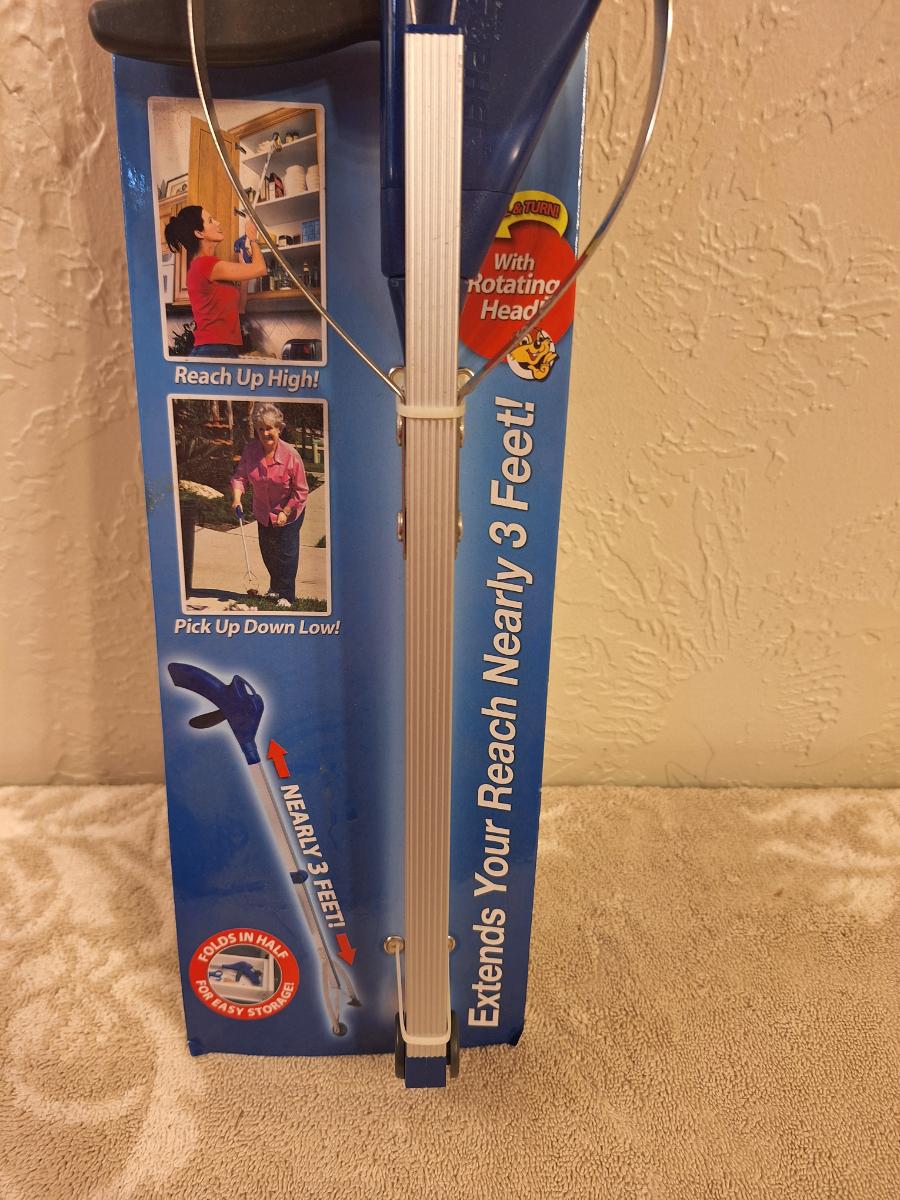 & TURN!
With
Rotating
Head!
Reach Up High!
Pick Up Down Low!
Extends Your Reach Nearly 3 Feet!
NEARLY 3 FEET!
FOLDS IN HALF
FOR EASY STORAGE!